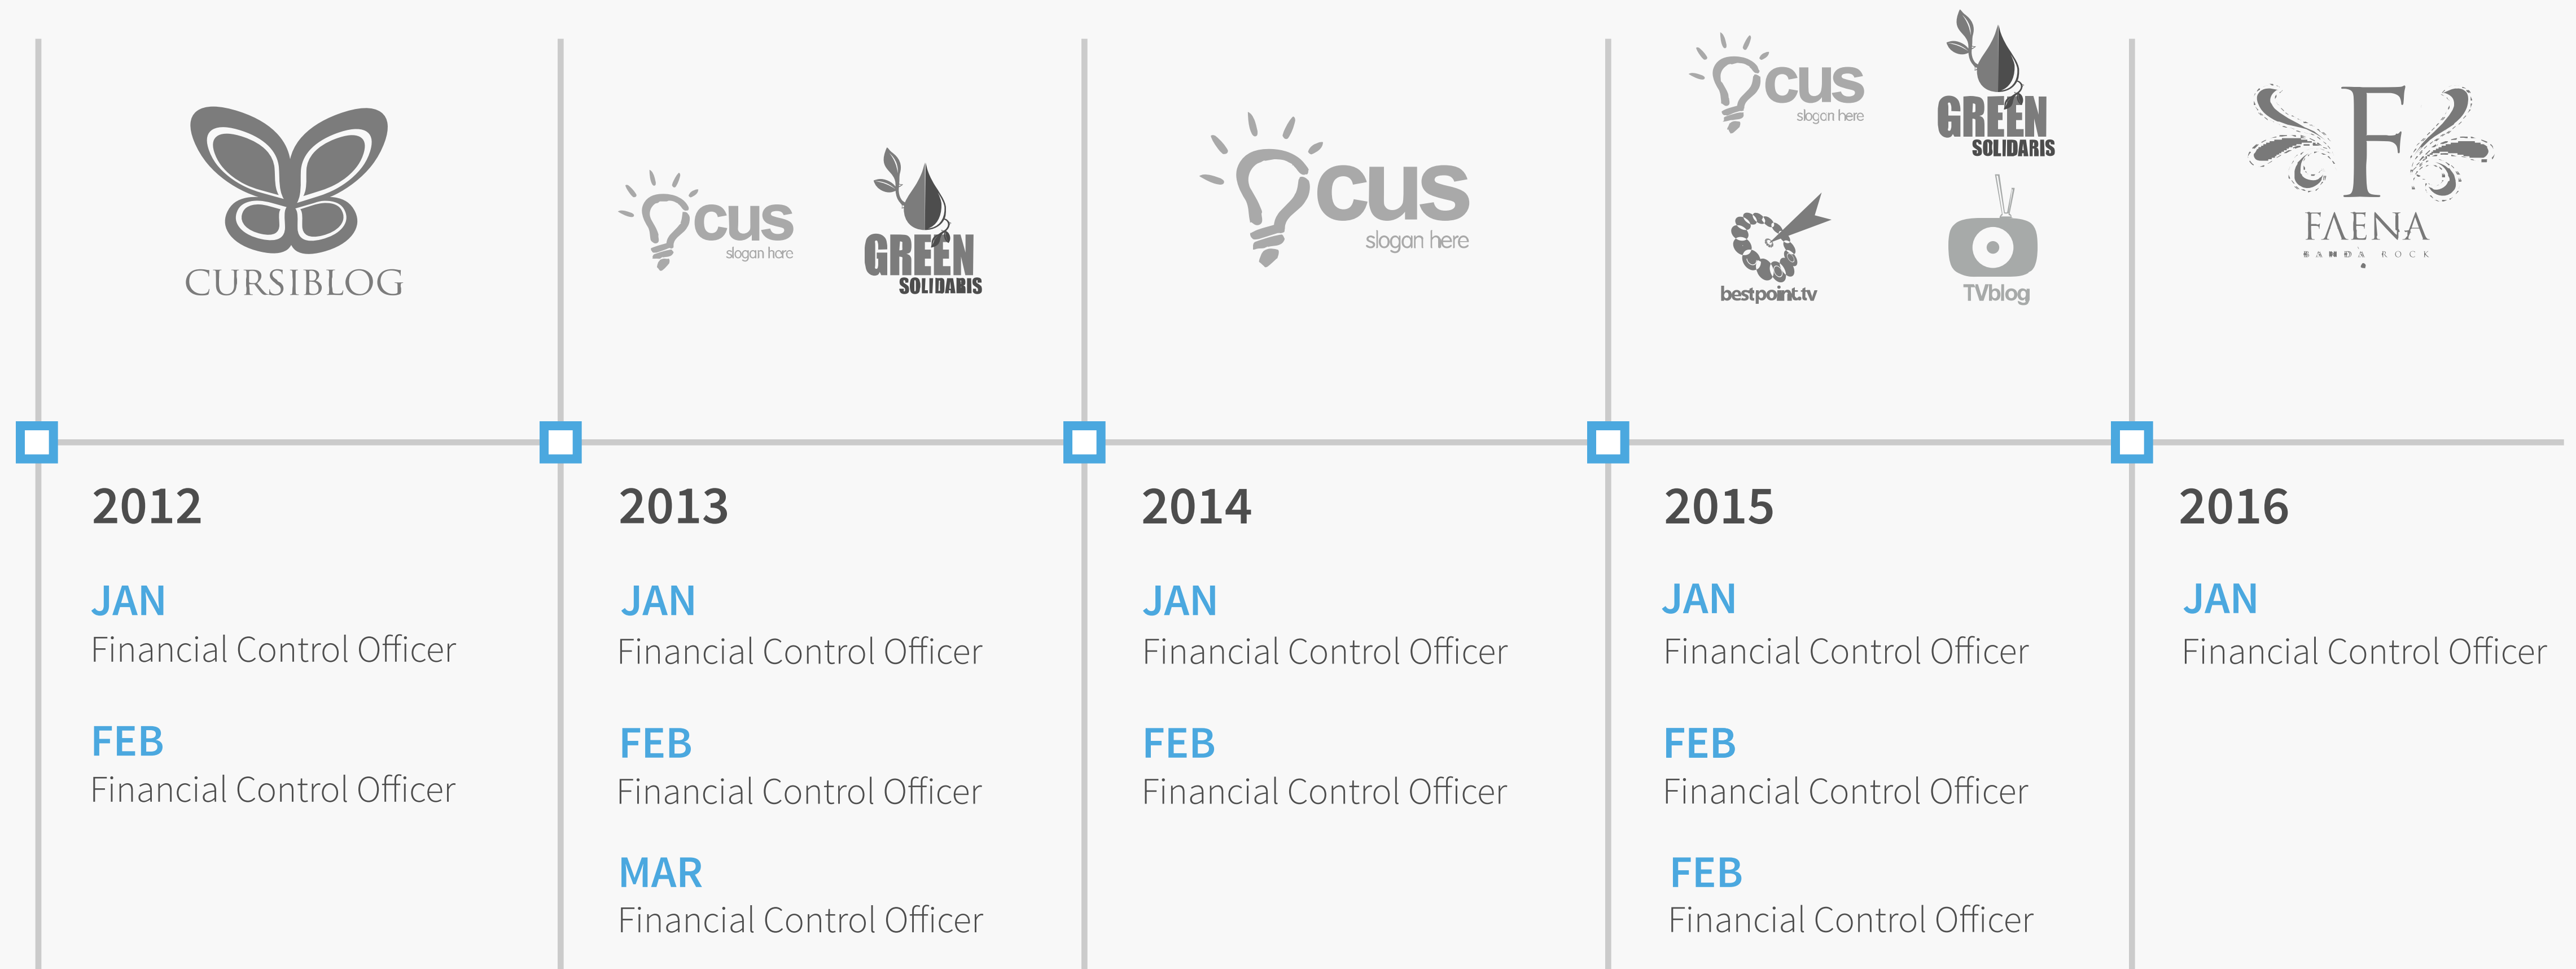 CURSIBLOG
cus
slogan here
GREEN
SOLIDARIS
cus
slogan here
cus
slogan here
GREEN
SOLIDARIS
bestpoint.tv
TVblog
F
FAENA
BANDA ROCK
2012
JAN
Financial Control Officer
FEB
Financial Control Officer
2013
JAN
Financial Control Officer
FEB
Financial Control Officer
MAR
Financial Control Officer
2014
JAN
Financial Control Officer
FEB
Financial Control Officer
2015
JAN
Financial Control Officer
FEB
Financial Control Officer
FEB
Financial Control Officer
2016
JAN
Financial Control Officer